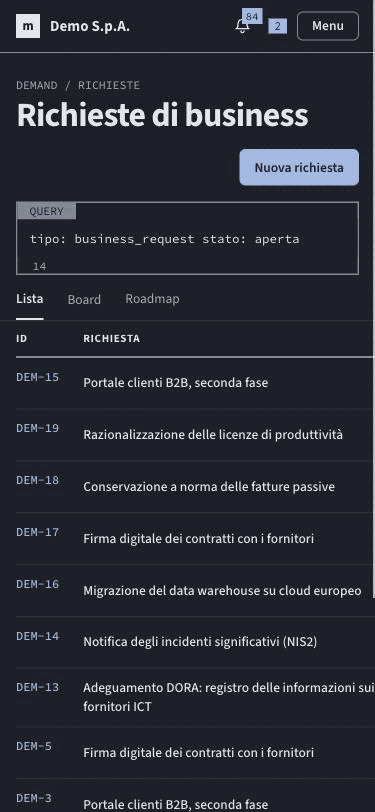 m Demo S.p.A. 84 2 Menu
DEMAND / RICHIESTE
Richieste di business
Nuova richiesta
QUERY
tipo: business_request stato: aperta
14
Lista Board Roadmap
ID RICHIESTA
DEM-15 Portale clienti B2B, seconda fase
DEM-19 Razionalizzazione delle licenze di produttività
DEM-18 Conservazione a norma delle fatture passive
DEM-17 Firma digitale dei contratti con i fornitori
DEM-16 Migrazione del data warehouse su cloud europeo
DEM-14 Notifica degli incidenti significativi (NIS2)
DEM-13 Adeguamento DORA: registro delle informazioni sui
fornitori ICT
DEM-5 Firma digitale dei contratti con i fornitori
DEM-3 Portale clienti B2B, seconda fase